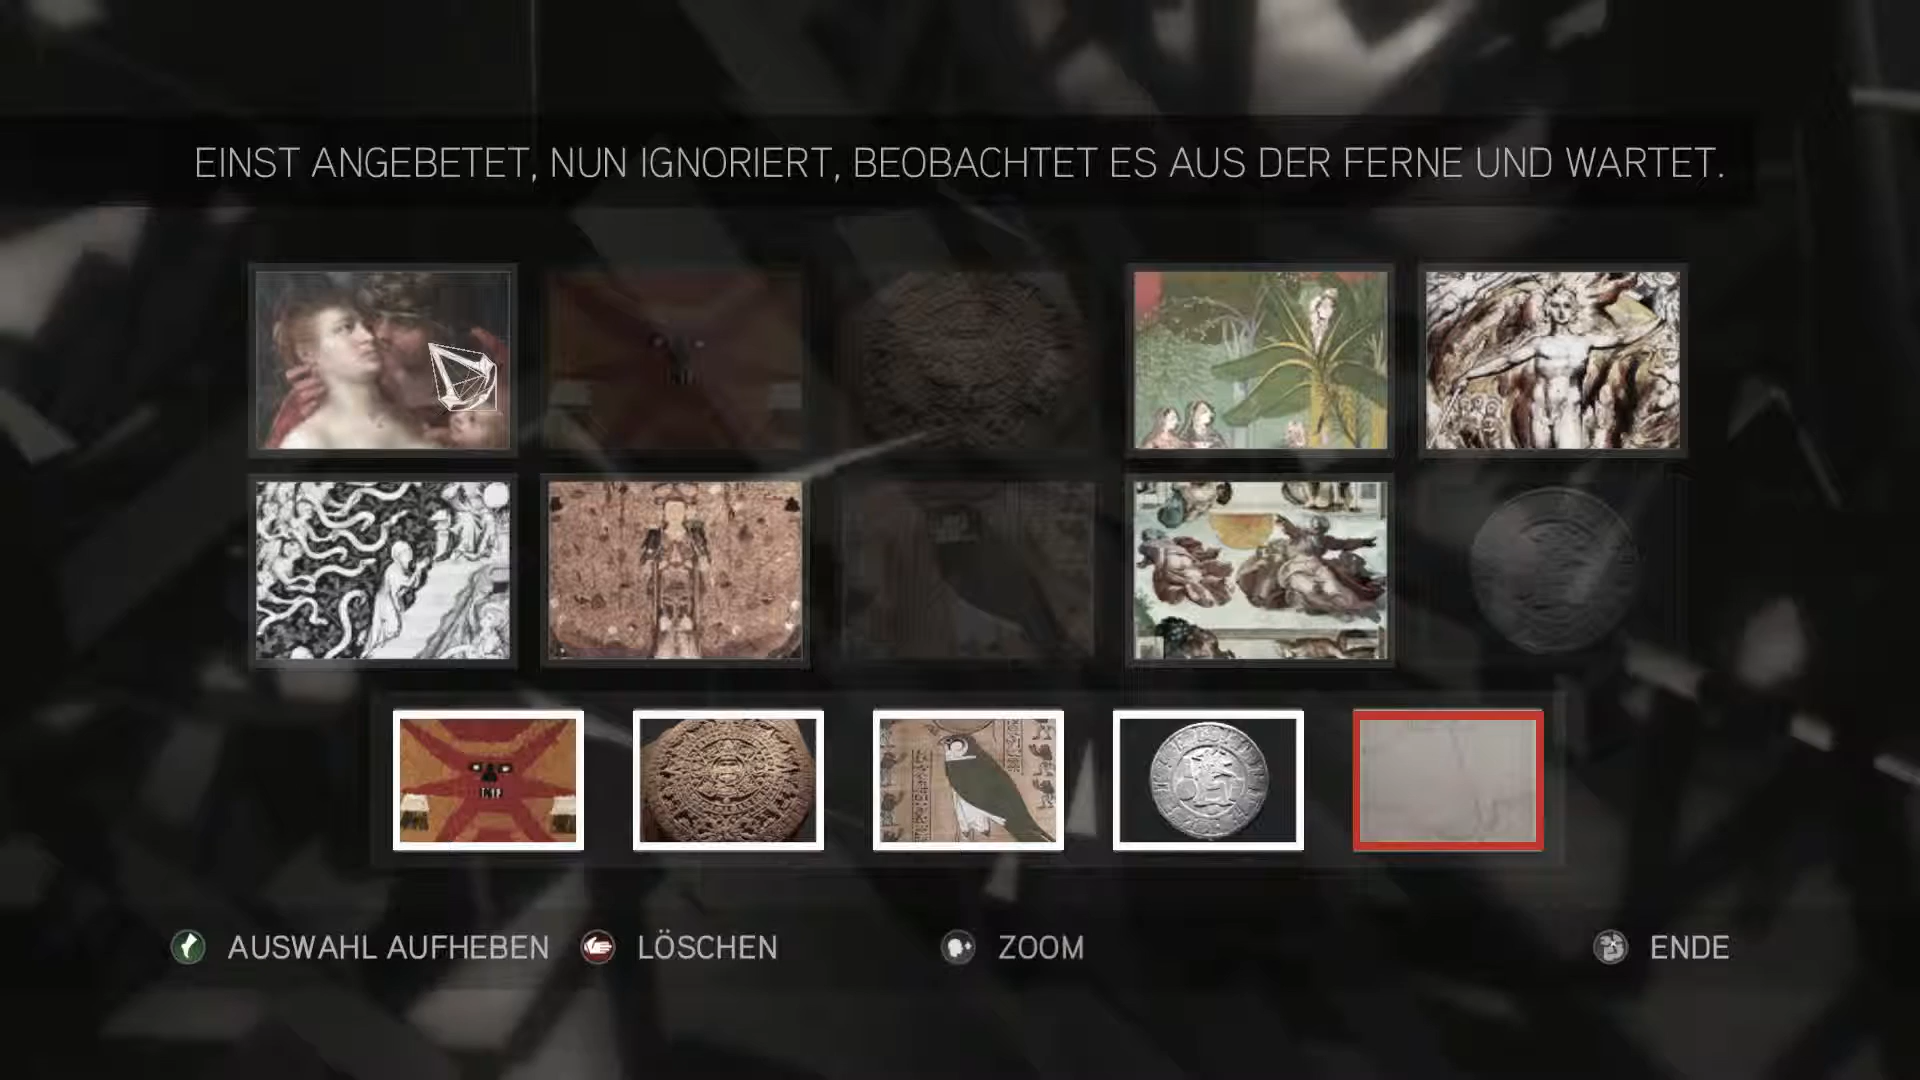 EINST ANGEBETET, NUN IGNORIERT, BEOBACHTET ES AUS DER FERNE UND WARTET.
AUSWAHL AUFHEBEN
LÖSCHEN
ZOOM
ENDE